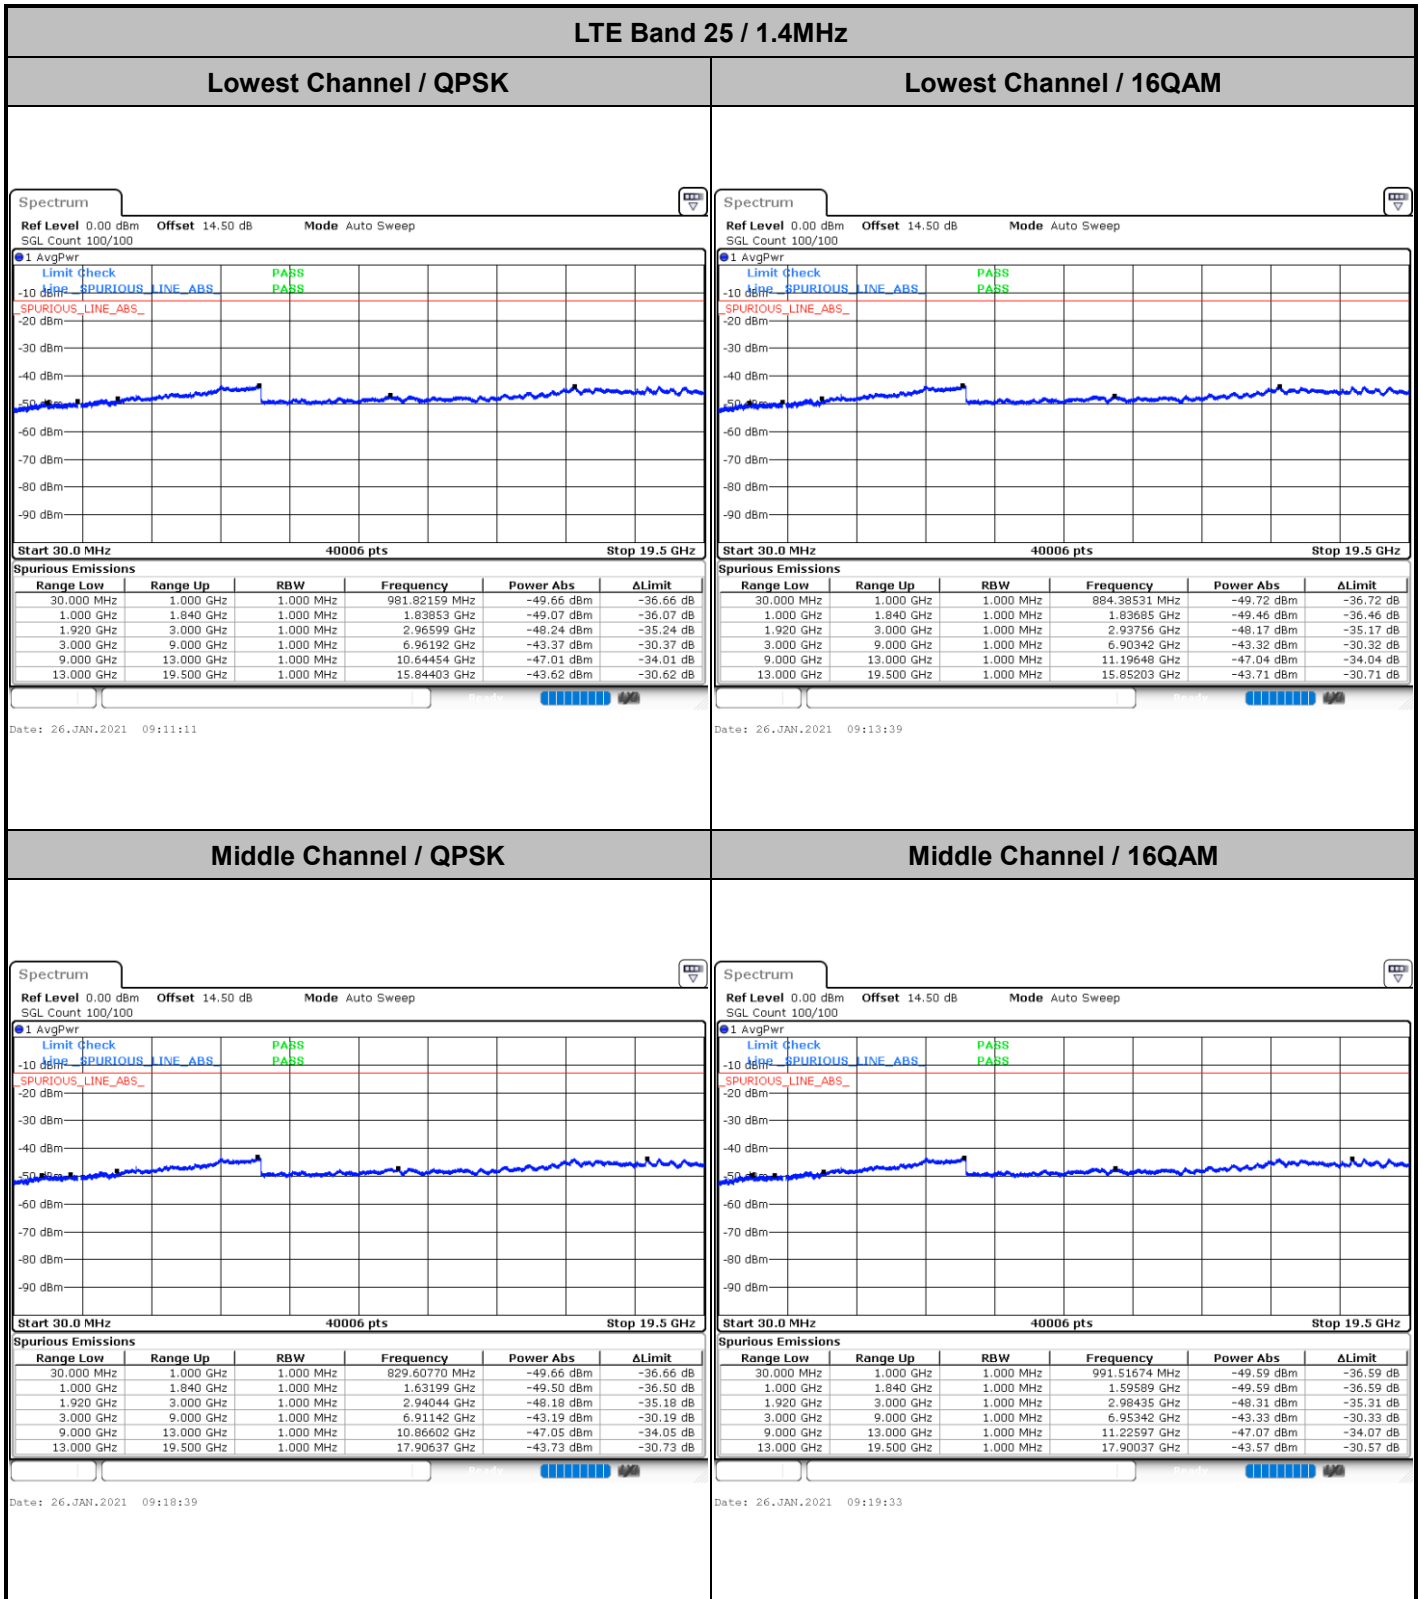 LTE Band 25 / 1.4MHz
Lowest Channel / QPSK
Lowest Channel / 16QAM
Spectrum
Ref Level 0.00 dBm Offset 14.50 dB Mode Auto Sweep
SGL Count 100/100
1 AvgPwr
Limit Check PASS
Line _SPURIOUS_LINE_ABS_ PASS
-10 dBm
_SPURIOUS_LINE_ABS_
-20 dBm
-30 dBm
-40 dBm
-50 dBm
-60 dBm
-70 dBm
-80 dBm
-90 dBm
Start 30.0 MHz 40006 pts Stop 19.5 GHz
Spurious Emissions
Range Low Range Up RBW Frequency Power Abs ΔLimit
30.000 MHz 1.000 GHz 1.000 MHz 981.82159 MHz -49.66 dBm -36.66 dB
1.000 GHz 1.840 GHz 1.000 MHz 1.83853 GHz -49.07 dBm -36.07 dB
1.920 GHz 3.000 GHz 1.000 MHz 2.96599 GHz -48.24 dBm -35.24 dB
3.000 GHz 9.000 GHz 1.000 MHz 6.96192 GHz -43.37 dBm -30.37 dB
9.000 GHz 13.000 GHz 1.000 MHz 10.64454 GHz -47.01 dBm -34.01 dB
13.000 GHz 19.500 GHz 1.000 MHz 15.84403 GHz -43.62 dBm -30.62 dB
Date: 26.JAN.2021 09:11:11
Spectrum
Ref Level 0.00 dBm Offset 14.50 dB Mode Auto Sweep
SGL Count 100/100
1 AvgPwr
Limit Check PASS
Line _SPURIOUS_LINE_ABS_ PASS
-10 dBm
_SPURIOUS_LINE_ABS_
-20 dBm
-30 dBm
-40 dBm
-50 dBm
-60 dBm
-70 dBm
-80 dBm
-90 dBm
Start 30.0 MHz 40006 pts Stop 19.5 GHz
Spurious Emissions
Range Low Range Up RBW Frequency Power Abs ΔLimit
30.000 MHz 1.000 GHz 1.000 MHz 884.38531 MHz -49.72 dBm -36.72 dB
1.000 GHz 1.840 GHz 1.000 MHz 1.83685 GHz -49.46 dBm -36.46 dB
1.920 GHz 3.000 GHz 1.000 MHz 2.93756 GHz -48.17 dBm -35.17 dB
3.000 GHz 9.000 GHz 1.000 MHz 6.90342 GHz -43.32 dBm -30.32 dB
9.000 GHz 13.000 GHz 1.000 MHz 11.19648 GHz -47.04 dBm -34.04 dB
13.000 GHz 19.500 GHz 1.000 MHz 15.85203 GHz -43.71 dBm -30.71 dB
Date: 26.JAN.2021 09:13:39
Middle Channel / QPSK
Middle Channel / 16QAM
Spectrum
Ref Level 0.00 dBm Offset 14.50 dB Mode Auto Sweep
SGL Count 100/100
1 AvgPwr
Limit Check PASS
Line _SPURIOUS_LINE_ABS_ PASS
-10 dBm
_SPURIOUS_LINE_ABS_
-20 dBm
-30 dBm
-40 dBm
-50 dBm
-60 dBm
-70 dBm
-80 dBm
-90 dBm
Start 30.0 MHz 40006 pts Stop 19.5 GHz
Spurious Emissions
Range Low Range Up RBW Frequency Power Abs ΔLimit
30.000 MHz 1.000 GHz 1.000 MHz 829.60770 MHz -49.66 dBm -36.66 dB
1.000 GHz 1.840 GHz 1.000 MHz 1.63199 GHz -49.50 dBm -36.50 dB
1.920 GHz 3.000 GHz 1.000 MHz 2.94044 GHz -48.18 dBm -35.18 dB
3.000 GHz 9.000 GHz 1.000 MHz 6.91142 GHz -43.19 dBm -30.19 dB
9.000 GHz 13.000 GHz 1.000 MHz 10.86602 GHz -47.05 dBm -34.05 dB
13.000 GHz 19.500 GHz 1.000 MHz 17.90637 GHz -43.73 dBm -30.73 dB
Date: 26.JAN.2021 09:18:39
Spectrum
Ref Level 0.00 dBm Offset 14.50 dB Mode Auto Sweep
SGL Count 100/100
1 AvgPwr
Limit Check PASS
Line _SPURIOUS_LINE_ABS_ PASS
-10 dBm
_SPURIOUS_LINE_ABS_
-20 dBm
-30 dBm
-40 dBm
-50 dBm
-60 dBm
-70 dBm
-80 dBm
-90 dBm
Start 30.0 MHz 40006 pts Stop 19.5 GHz
Spurious Emissions
Range Low Range Up RBW Frequency Power Abs ΔLimit
30.000 MHz 1.000 GHz 1.000 MHz 991.51674 MHz -49.59 dBm -36.59 dB
1.000 GHz 1.840 GHz 1.000 MHz 1.59589 GHz -49.59 dBm -36.59 dB
1.920 GHz 3.000 GHz 1.000 MHz 2.98435 GHz -48.31 dBm -35.31 dB
3.000 GHz 9.000 GHz 1.000 MHz 6.95342 GHz -43.33 dBm -30.33 dB
9.000 GHz 13.000 GHz 1.000 MHz 11.22597 GHz -47.07 dBm -34.07 dB
13.000 GHz 19.500 GHz 1.000 MHz 17.90037 GHz -43.57 dBm -30.57 dB
Date: 26.JAN.2021 09:19:33